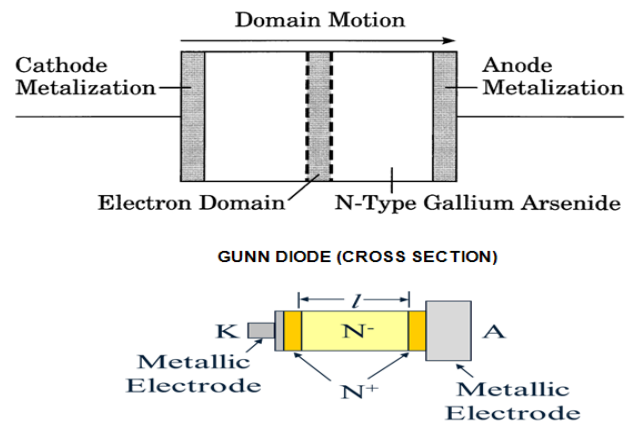 Domain Motion
Cathode
Metalization
Anode
Metalization
Electron Domain
N-Type Gallium Arsenide
GUNN DIODE (CROSS SECTION)
l
K
N-
A
Metallic
Electrode
N+
Metallic
Electrode